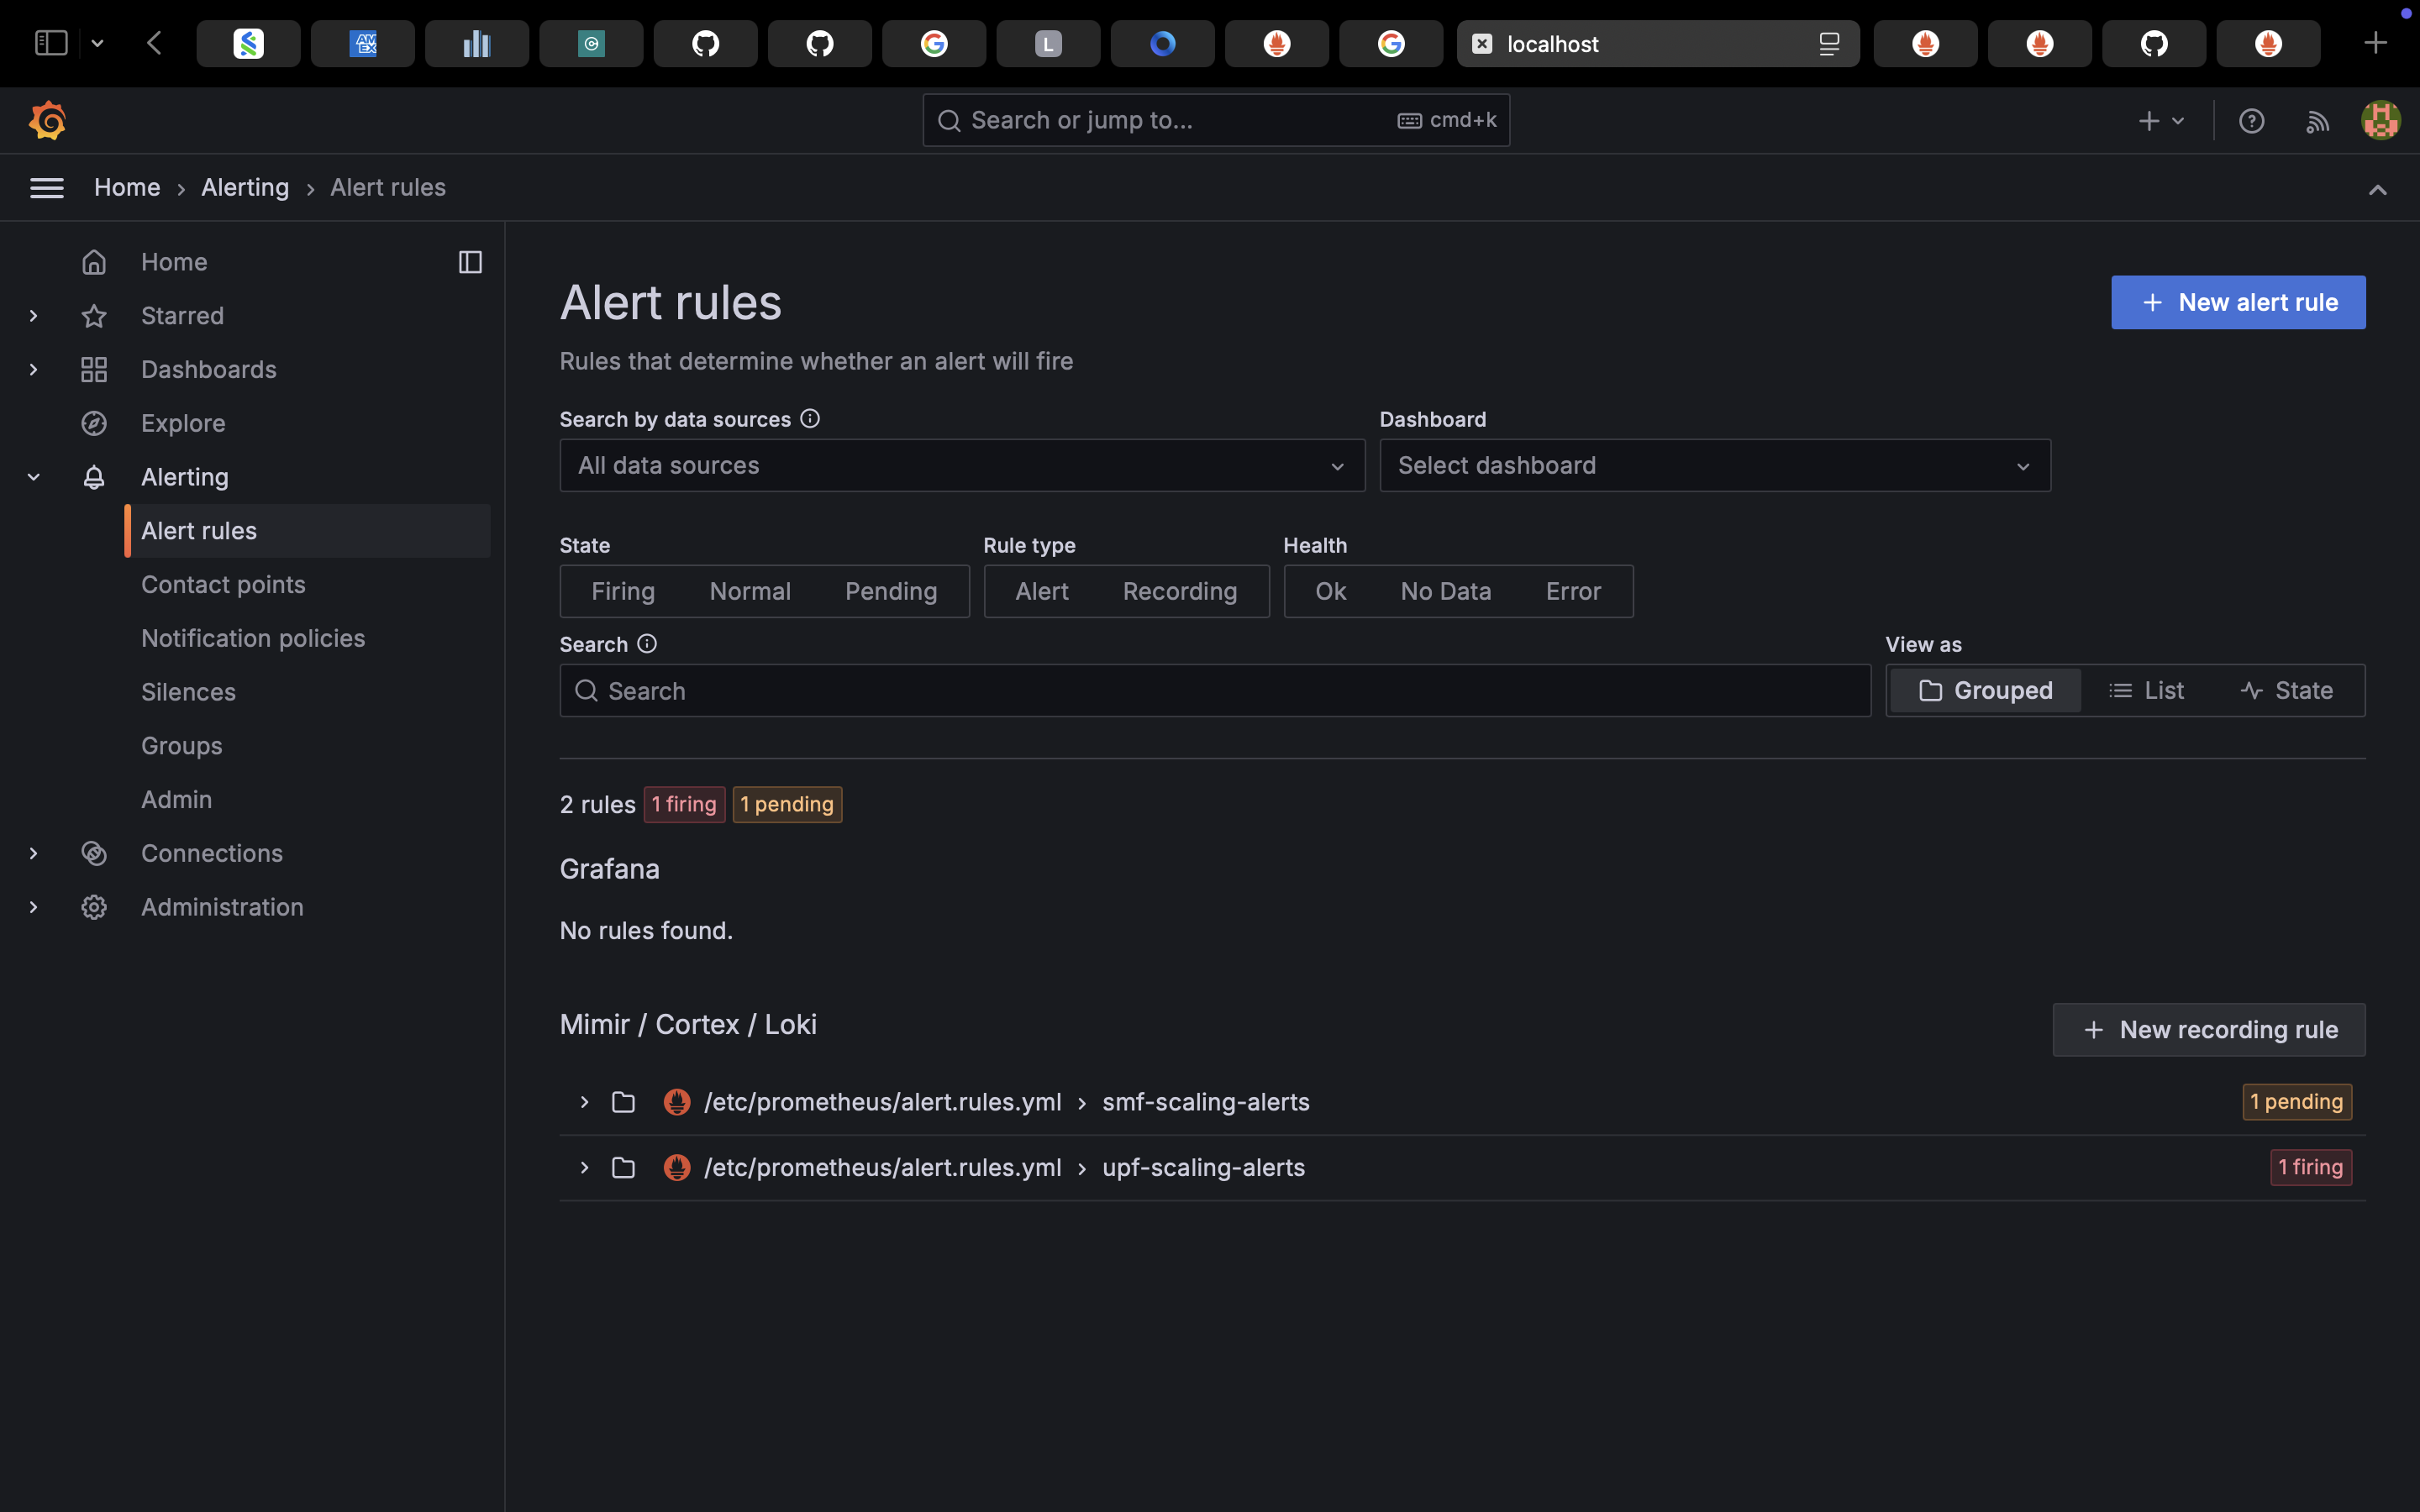 AMEX
L
localhost
Search or jump to...
cmd+k
Home › Alerting › Alert rules
Home
Starred
Dashboards
Explore
Alerting
Alert rules
Contact points
Notification policies
Silences
Groups
Admin
Connections
Administration
Alert rules
New alert rule
Rules that determine whether an alert will fire
Search by data sources
Dashboard
All data sources
Select dashboard
State
Rule type
Health
Firing Normal Pending
Alert Recording
Ok No Data Error
Search
View as
Search
Grouped List State
2 rules 1 firing 1 pending
Grafana
No rules found.
Mimir / Cortex / Loki
New recording rule
/etc/prometheus/alert.rules.yml › smf-scaling-alerts
1 pending
/etc/prometheus/alert.rules.yml › upf-scaling-alerts
1 firing